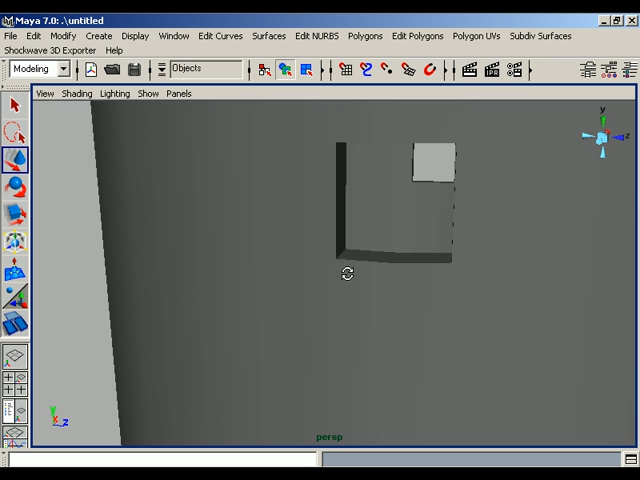 Maya 7.0: .\untitled
File Edit Modify Create Display Window Edit Curves Surfaces Edit NURBS Polygons Edit Polygons Polygon UVs Subdiv Surfaces
Shockwave 3D Exporter Help
Modeling Objects IPR
View Shading Lighting Show Panels
y
z
y
x z
persp